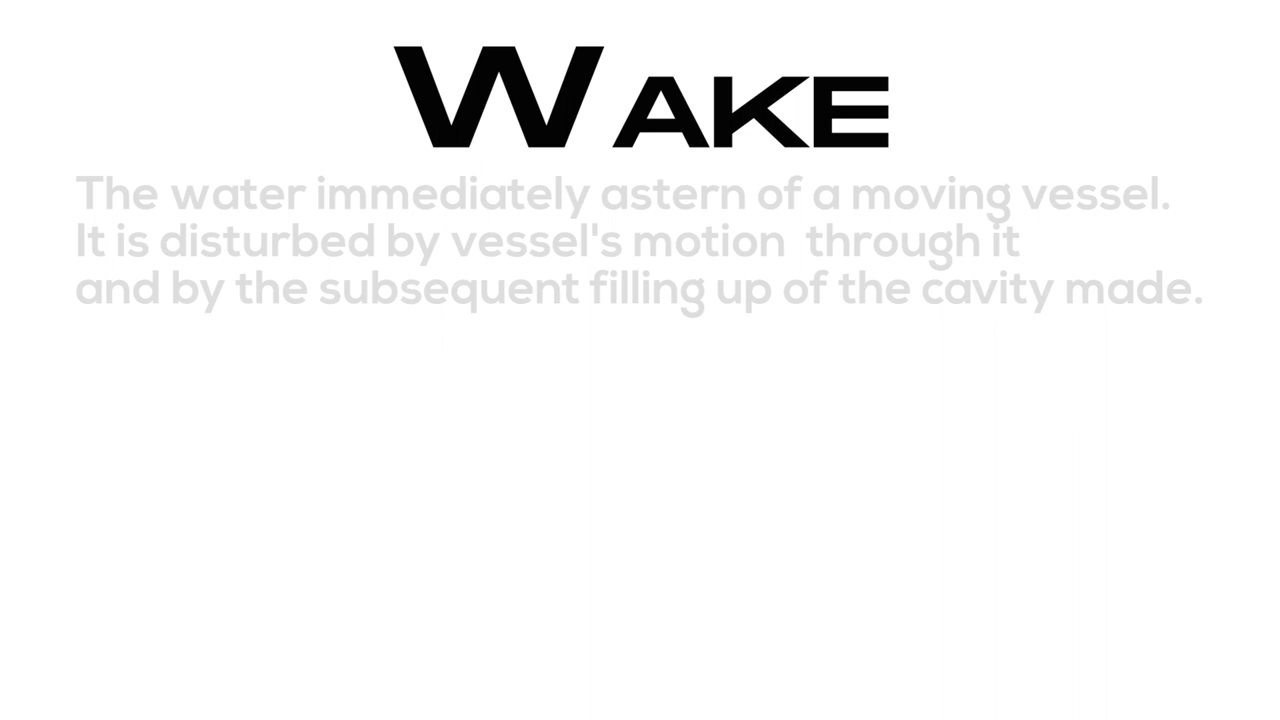 WAKE
The water immediately astern of a moving vessel.
It is disturbed by vessel's motion  through it
and by the subsequent filling up of the cavity made.